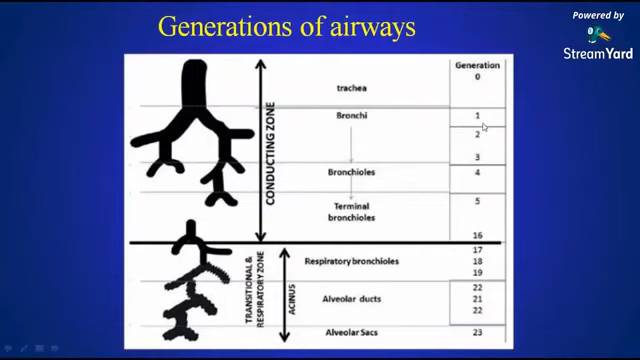 Generations of airways
Powered by
StreamYard
Generation
0
trachea
Bronchi
1
2
3
Bronchioles
4
Terminal
bronchioles
5
16
CONDUCTING ZONE
Respiratory bronchioles
17
18
19
Alveolar ducts
22
21
22
Alveolar Sacs
23
TRANSITIONAL &
RESPIRATORY ZONE
ACINUS